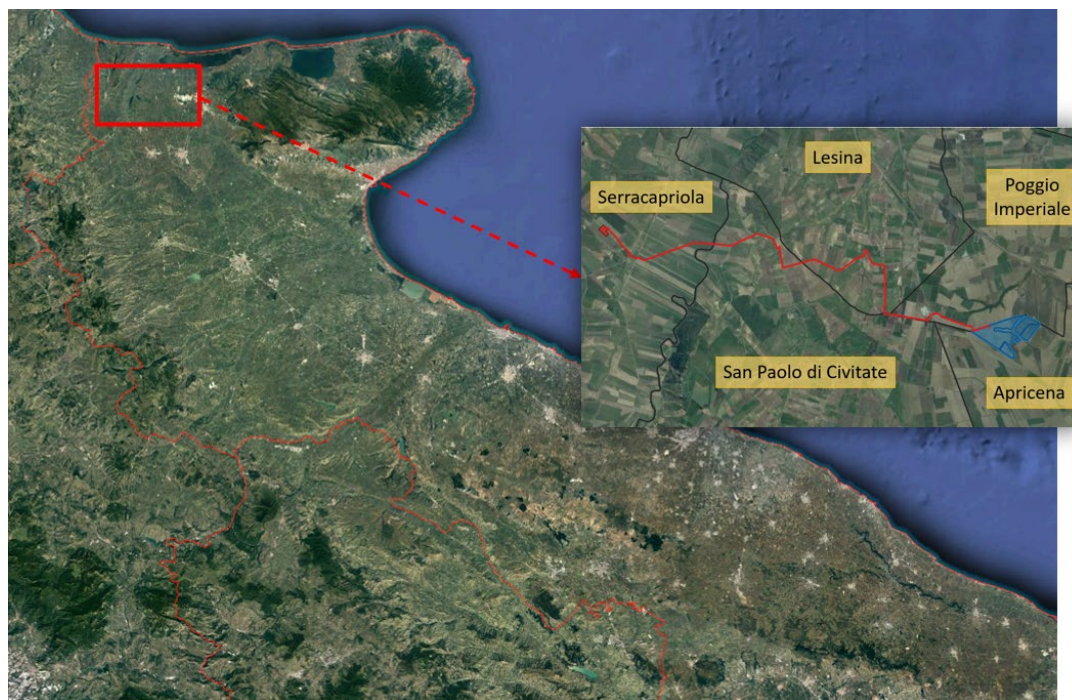 Lesina
Serracapriola
Poggio
Imperiale
San Paolo di Civitate
Apricena